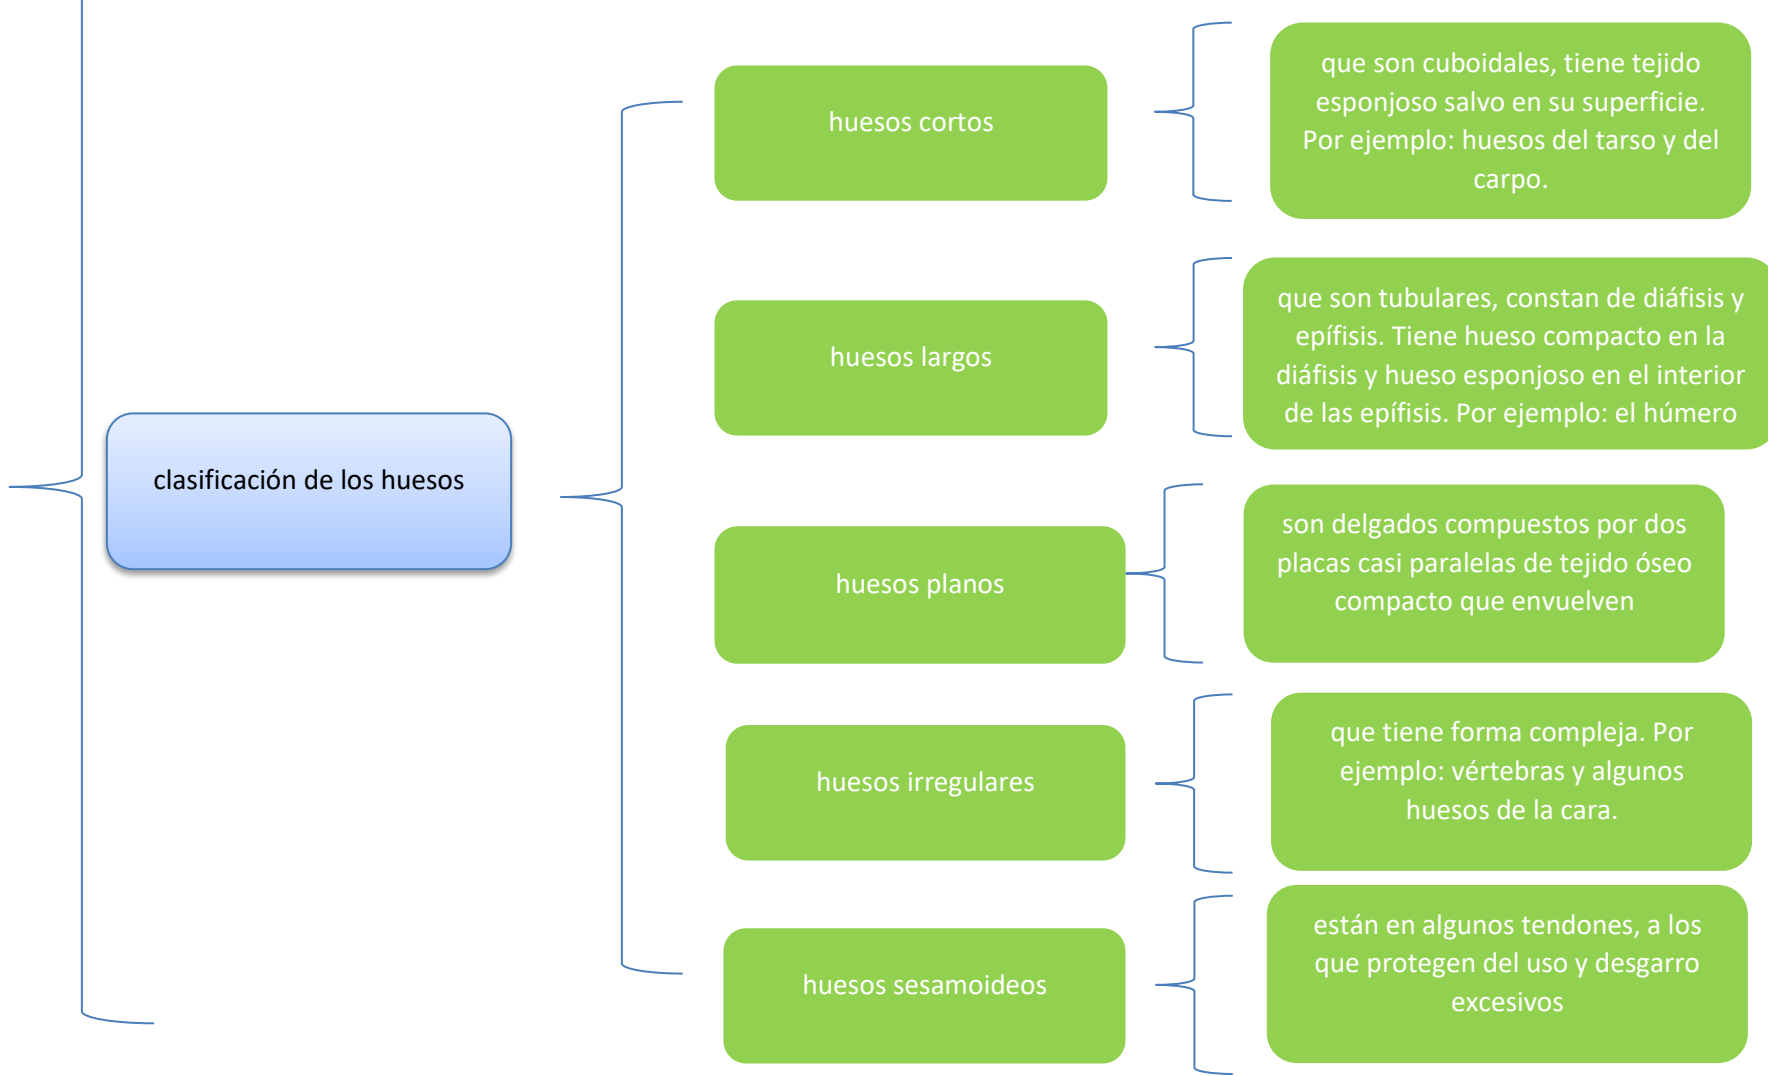 clasificación de los huesos
huesos cortos
que son cuboidales, tiene tejido
esponjoso salvo en su superficie.
Por ejemplo: huesos del tarso y del
carpo.
huesos largos
que son tubulares, constan de diáfisis y
epífisis. Tiene hueso compacto en la
diáfisis y hueso esponjoso en el interior
de las epífisis. Por ejemplo: el húmero
huesos planos
son delgados compuestos por dos
placas casi paralelas de tejido óseo
compacto que envuelven
huesos irregulares
que tiene forma compleja. Por
ejemplo: vértebras y algunos
huesos de la cara.
huesos sesamoideos
están en algunos tendones, a los
que protegen del uso y desgarro
excesivos